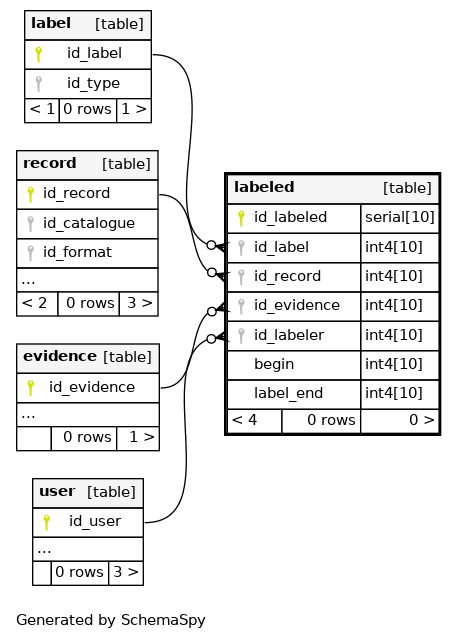 label [table]
id_label
id_type
< 1 0 rows 1 >
record [table]
id_record
id_catalogue
id_format
...
< 2 0 rows 3 >
evidence [table]
id_evidence
...
0 rows 1 >
user [table]
id_user
...
0 rows 3 >
labeled [table]
id_labeled serial[10]
id_label int4[10]
id_record int4[10]
id_evidence int4[10]
id_labeler int4[10]
begin int4[10]
label_end int4[10]
< 4 0 rows 0 >
Generated by SchemaSpy